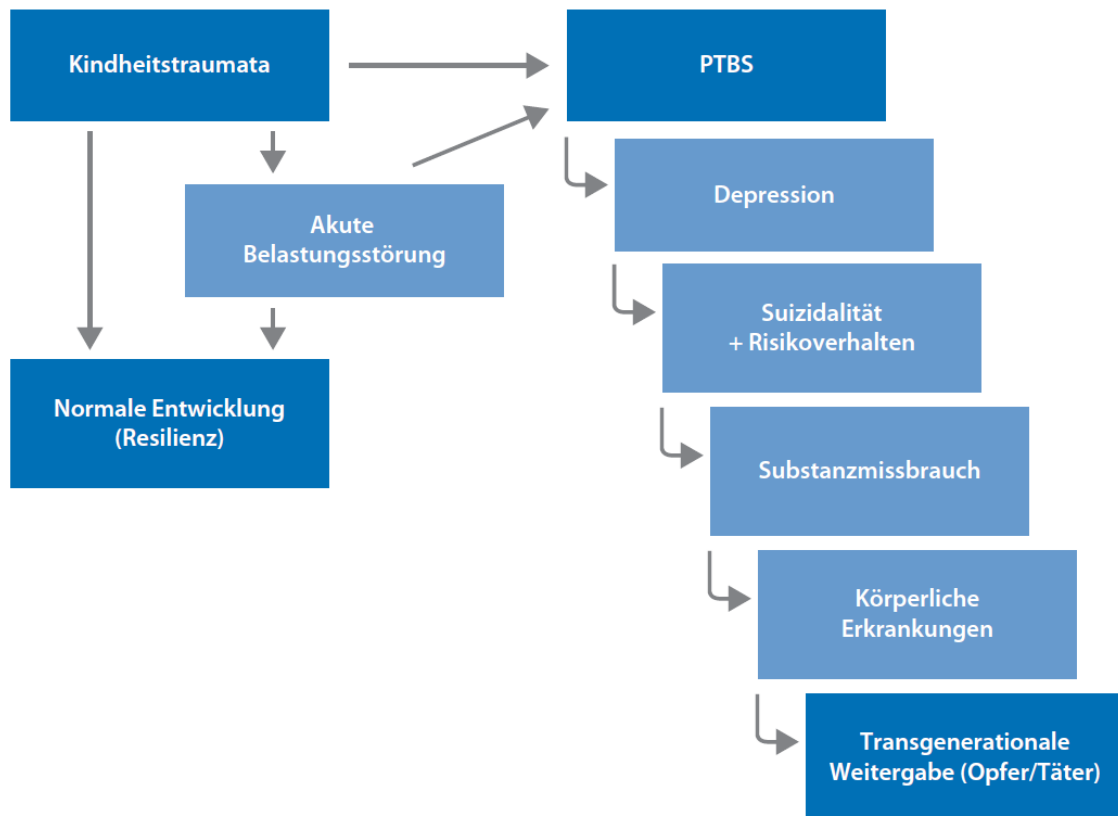 Kindheitstraumata
PTBS
Akute
Belastungsstörung
Depression
Suizidalität
+ Risikoverhalten
Normale Entwicklung
(Resilienz)
Substanzmissbrauch
Körperliche
Erkrankungen
Transgenerationale
Weitergabe (Opfer/Täter)